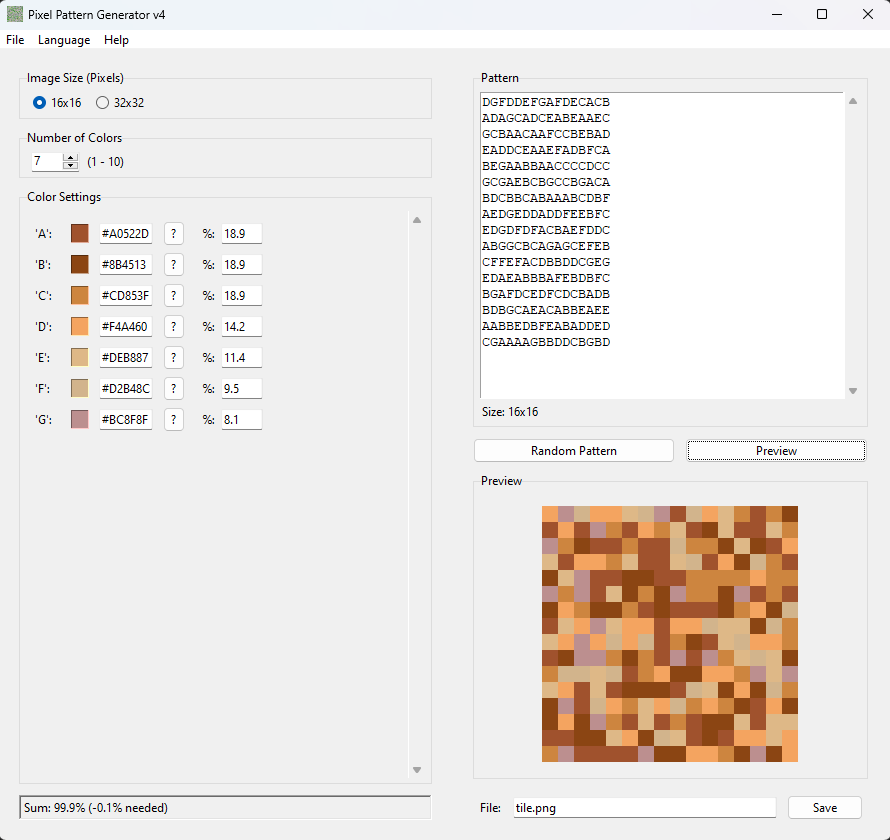 Pixel Pattern Generator v4
File Language Help
Image Size (Pixels)
16x16 32x32
Number of Colors
7 (1 - 10)
Color Settings
'A': #A0522D ? %: 18.9
'B': #8B4513 ? %: 18.9
'C': #CD853F ? %: 18.9
'D': #F4A460 ? %: 14.2
'E': #DEB887 ? %: 11.4
'F': #D2B48C ? %: 9.5
'G': #BC8F8F ? %: 8.1
Sum: 99.9% (-0.1% needed)
Pattern
DGFDDEFGAFDECACB
ADAGCADCEABEAAEC
GCBAACAAFCCBEBAD
EADDCEAAEFADBFCA
BEGAABBAACCCCDCC
GCGAEBCBGCCBGACA
BDCBBCABAAABCDBF
AEDGEDDADDFEEBFC
EDGDFDFACBAEFDDC
ABGGCBCAGAGCEFEB
CFFEFACDBBDDCGEG
EDAEABBBAFEBDBFC
BGAFDCEDFCDCBADB
BDBGCAEACABBEAEE
AABBEDBFEABADDED
CGAAAAGBBDDCBGBD
Size: 16x16
Random Pattern Preview
Preview
File: tile.png Save